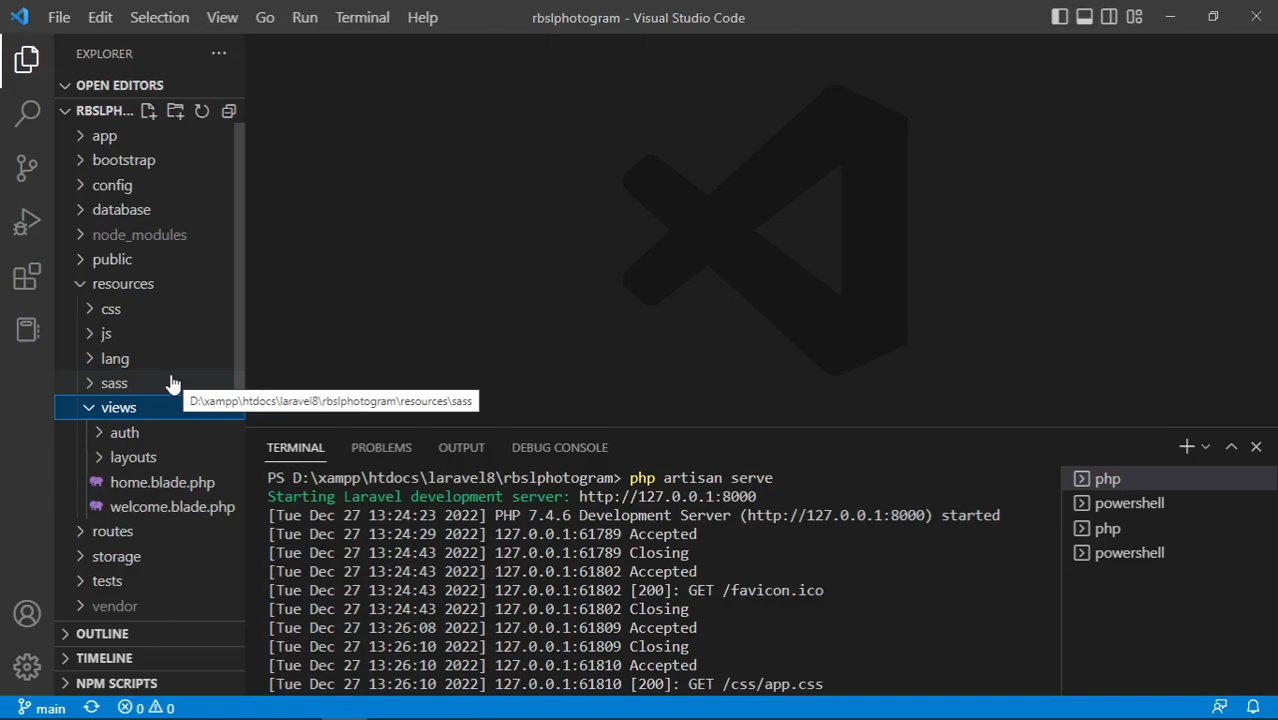 File Edit Selection View Go Run Terminal Help rbslphotogram - Visual Studio Code
EXPLORER
OPEN EDITORS
RBSLPH...
app
bootstrap
config
database
node_modules
public
resources
css
js
lang
sass
D:\xampp\htdocs\laravel8\rbslphotogram\resources\sass
views
auth
layouts
home.blade.php
welcome.blade.php
routes
storage
tests
vendor
OUTLINE
TIMELINE
NPM SCRIPTS
TERMINAL PROBLEMS OUTPUT DEBUG CONSOLE
PS D:\xampp\htdocs\laravel8\rbslphotogram> php artisan serve
Starting Laravel development server: http://127.0.0.1:8000
[Tue Dec 27 13:24:23 2022] PHP 7.4.6 Development Server (http://127.0.0.1:8000) started
[Tue Dec 27 13:24:29 2022] 127.0.0.1:61789 Accepted
[Tue Dec 27 13:24:43 2022] 127.0.0.1:61789 Closing
[Tue Dec 27 13:24:43 2022] 127.0.0.1:61802 Accepted
[Tue Dec 27 13:24:43 2022] 127.0.0.1:61802 [200]: GET /favicon.ico
[Tue Dec 27 13:24:43 2022] 127.0.0.1:61802 Closing
[Tue Dec 27 13:26:08 2022] 127.0.0.1:61809 Accepted
[Tue Dec 27 13:26:10 2022] 127.0.0.1:61809 Closing
[Tue Dec 27 13:26:10 2022] 127.0.0.1:61810 Accepted
[Tue Dec 27 13:26:10 2022] 127.0.0.1:61810 [200]: GET /css/app.css
php
powershell
php
powershell
main 0 0